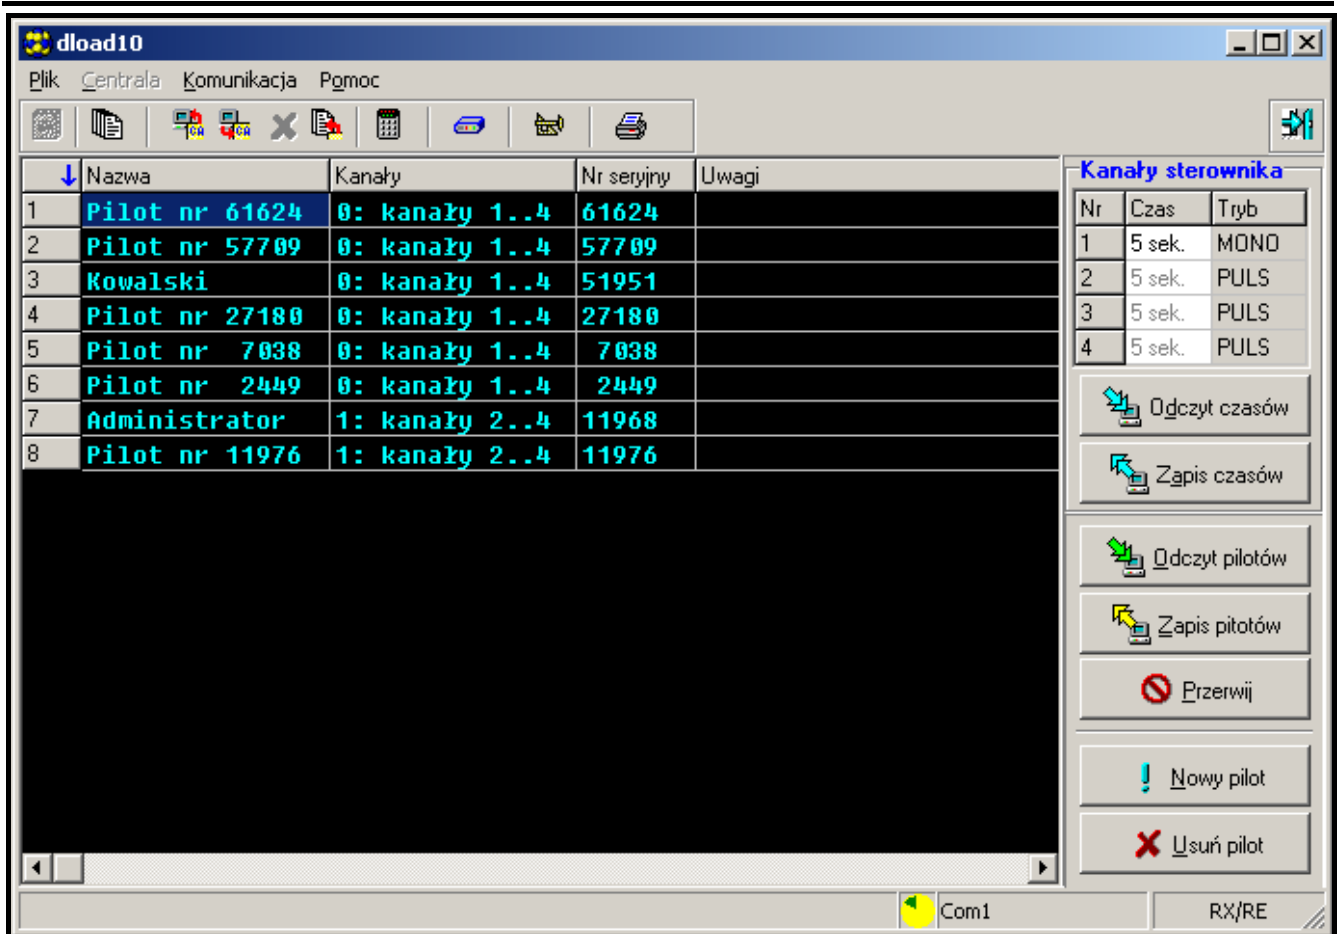 dload10
Plik Centrala Komunikacja Pomoc
Nazwa Kanały Nr seryjny Uwagi
1 Pilot nr 61624 0: kanały 1..4 61624
2 Pilot nr 57709 0: kanały 1..4 57709
3 Kowalski 0: kanały 1..4 51951
4 Pilot nr 27180 0: kanały 1..4 27180
5 Pilot nr 7038 0: kanały 1..4 7038
6 Pilot nr 2449 0: kanały 1..4 2449
7 Administrator 1: kanały 2..4 11968
8 Pilot nr 11976 1: kanały 2..4 11976
Kanały sterownika
Nr Czas Tryb
1 5 sek. MONO
2 5 sek. PULS
3 5 sek. PULS
4 5 sek. PULS
Odczyt czasów
Zapis czasów
Odczyt pilotów
Zapis pitotów
Przerwij
Nowy pilot
Usuń pilot
Com1 RX/RE